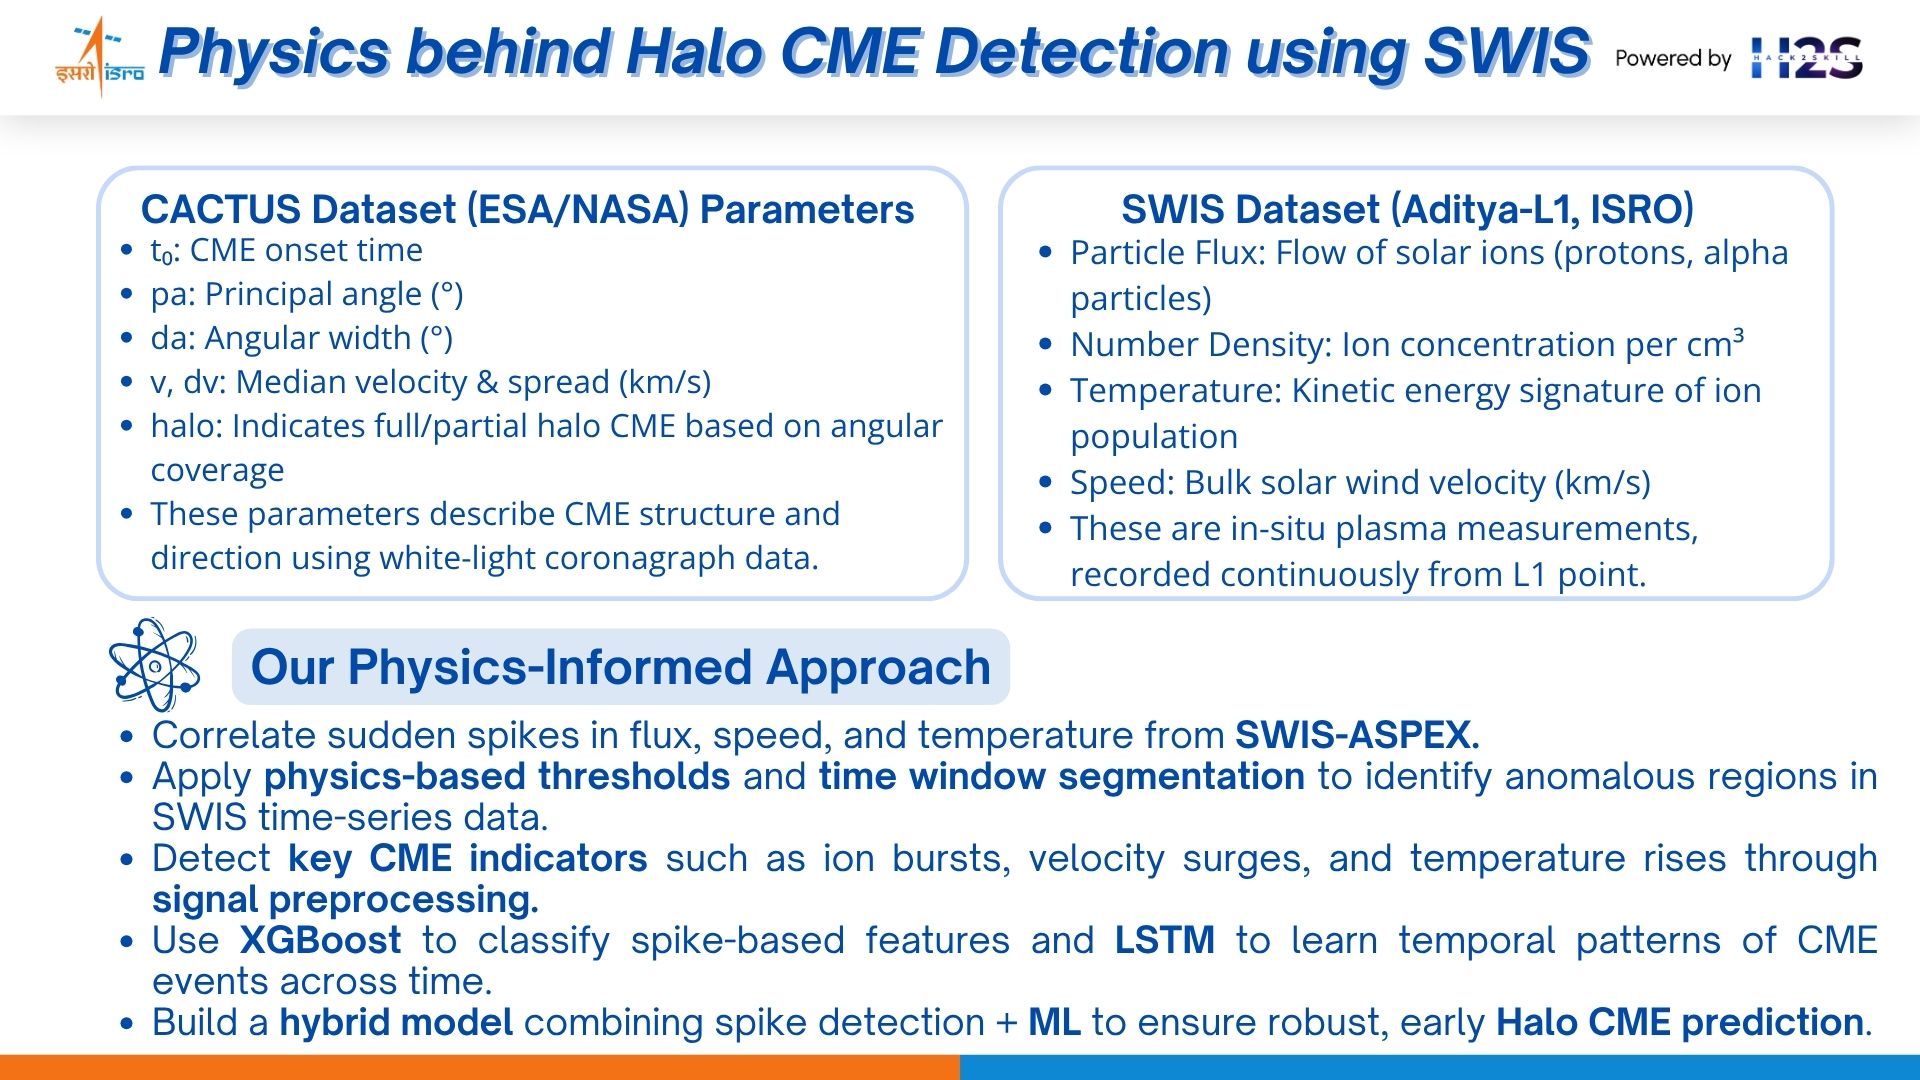 इसरो isro
Physics behind Halo CME Detection using SWIS
Powered by H2S
HACK2SKILL
CACTUS Dataset (ESA/NASA) Parameters
• t₀: CME onset time
• pa: Principal angle (°)
• da: Angular width (°)
• v, dv: Median velocity & spread (km/s)
• halo: Indicates full/partial halo CME based on angular
coverage
• These parameters describe CME structure and
direction using white-light coronagraph data.
SWIS Dataset (Aditya-L1, ISRO)
• Particle Flux: Flow of solar ions (protons, alpha
particles)
• Number Density: Ion concentration per cm³
• Temperature: Kinetic energy signature of ion
population
• Speed: Bulk solar wind velocity (km/s)
• These are in-situ plasma measurements,
recorded continuously from L1 point.
Our Physics-Informed Approach
• Correlate sudden spikes in flux, speed, and temperature from SWIS-ASPEX.
• Apply physics-based thresholds and time window segmentation to identify anomalous regions in
SWIS time-series data.
• Detect key CME indicators such as ion bursts, velocity surges, and temperature rises through
signal preprocessing.
• Use XGBoost to classify spike-based features and LSTM to learn temporal patterns of CME
events across time.
• Build a hybrid model combining spike detection + ML to ensure robust, early Halo CME prediction.